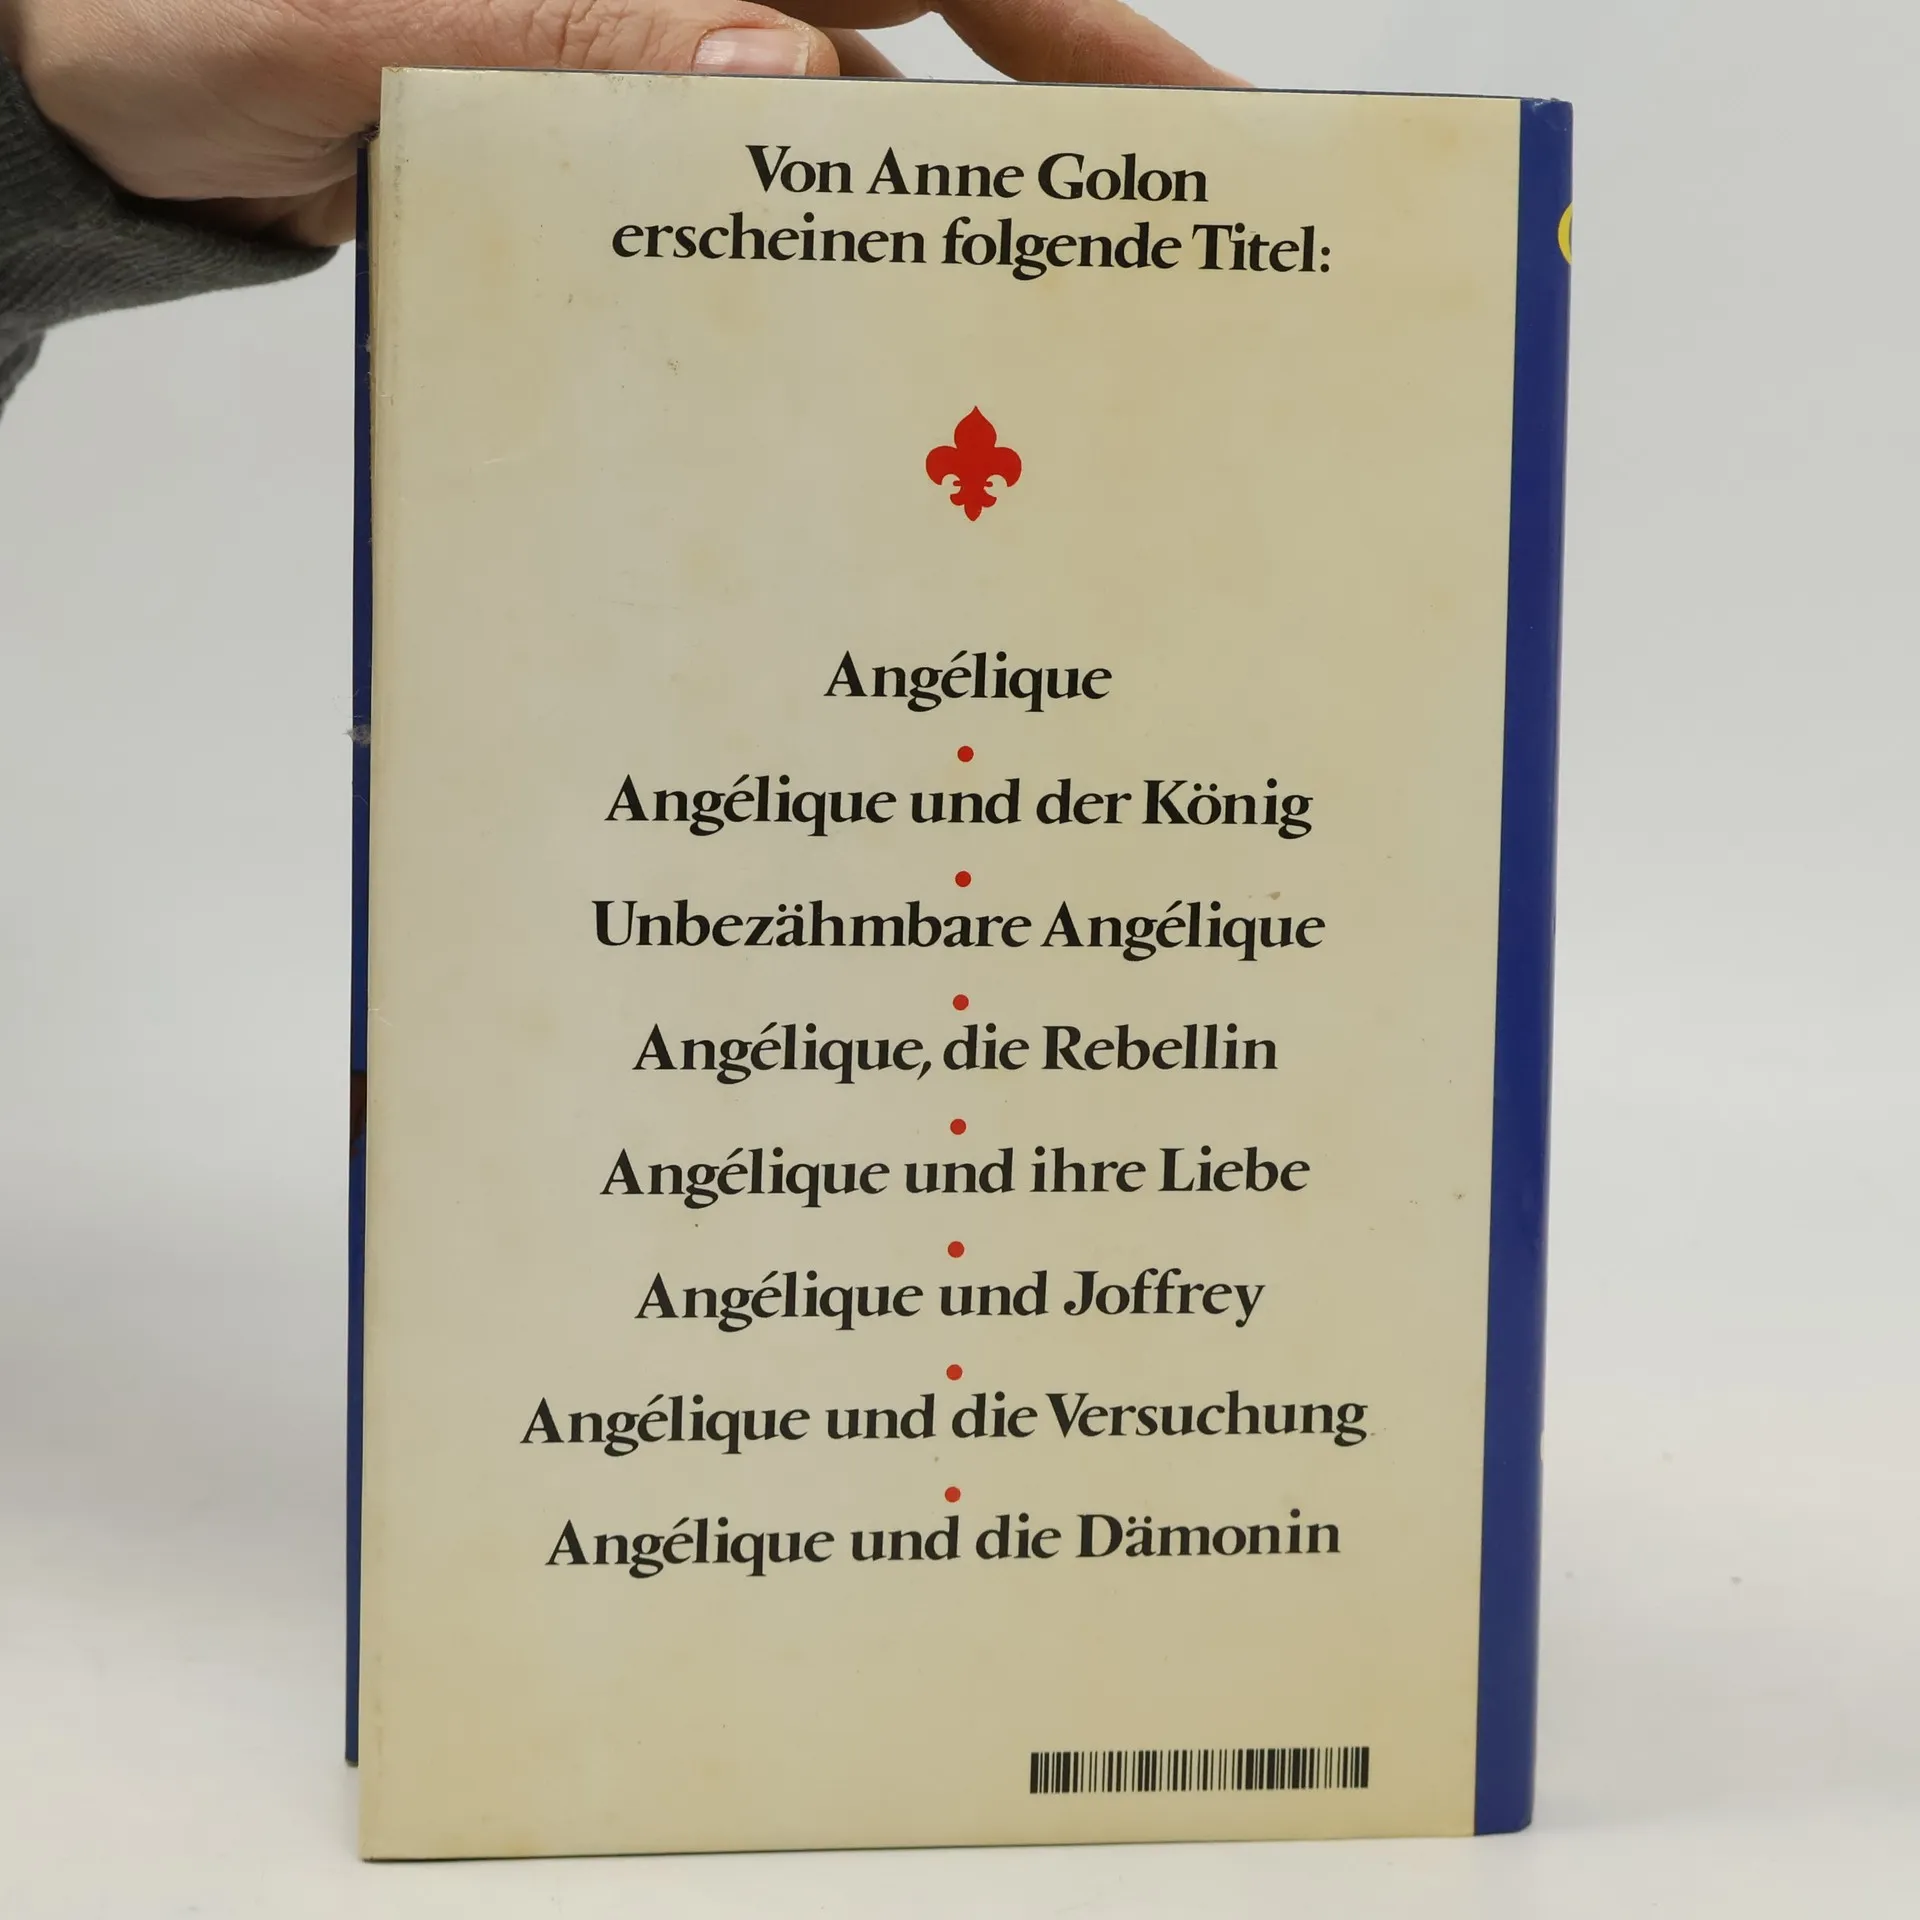 Von Anne Golon
erscheinen folgende Titel:
Angélique
Angélique und der König
Unbezähmbare Angélique
Angélique, die Rebellin
Angélique und ihre Liebe
Angélique und Joffrey
Angélique und die Versuchung
Angélique und die Dämonin